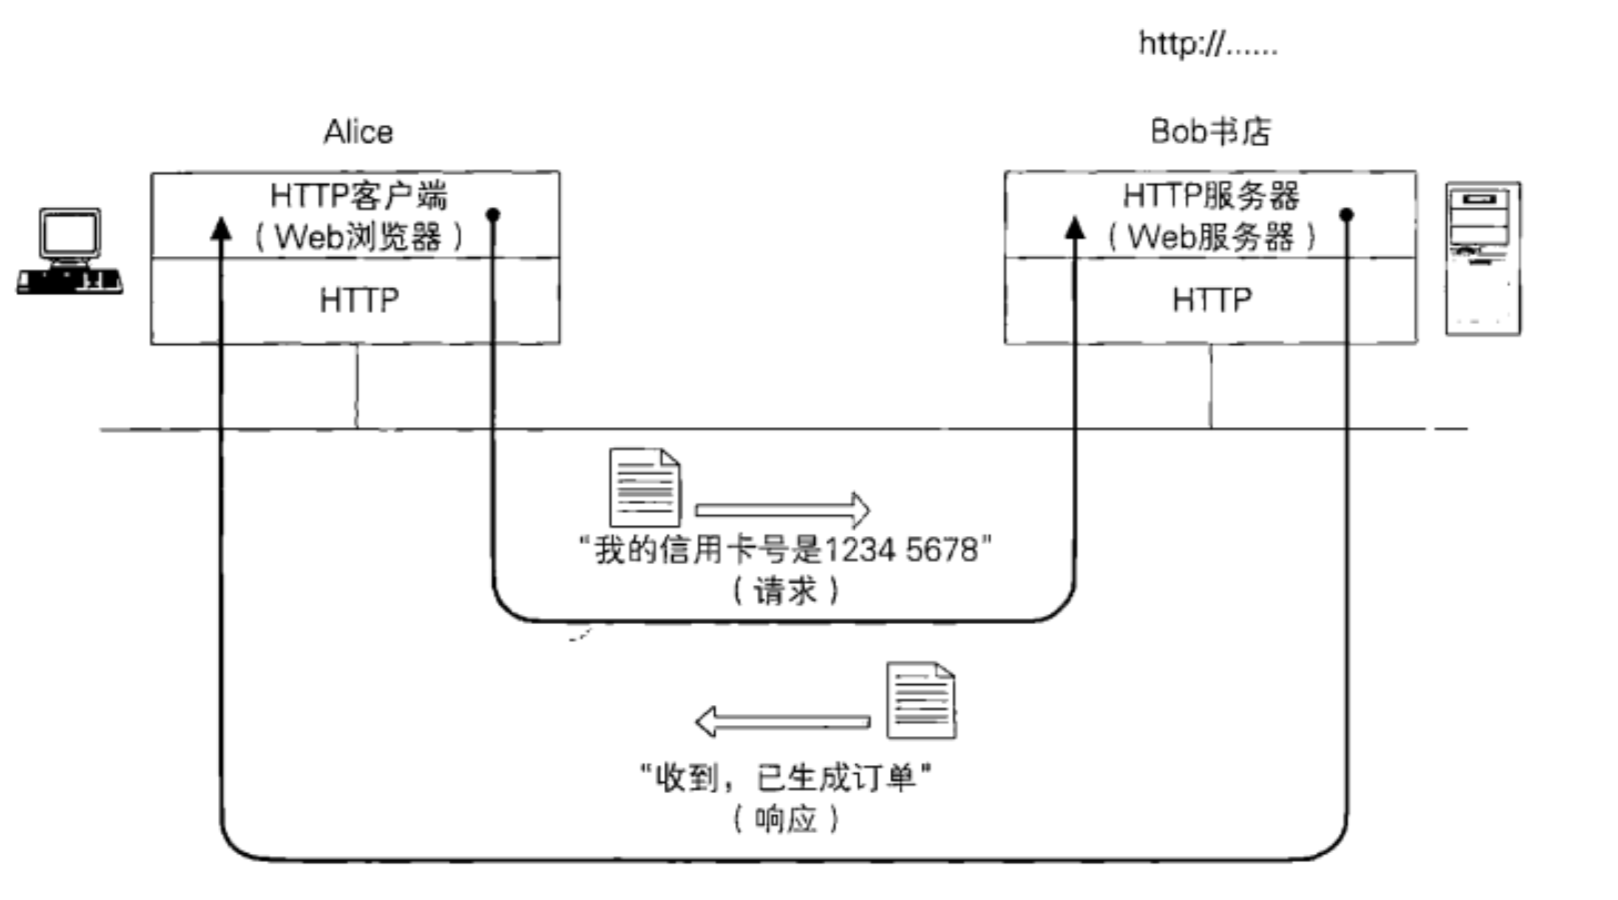 http://......
Alice
Bob书店
HTTP客户端
（Web浏览器）
HTTP
HTTP服务器
（Web服务器）
HTTP
“我的信用卡号是1234 5678”
（请求）
“收到，已生成订单”
（响应）